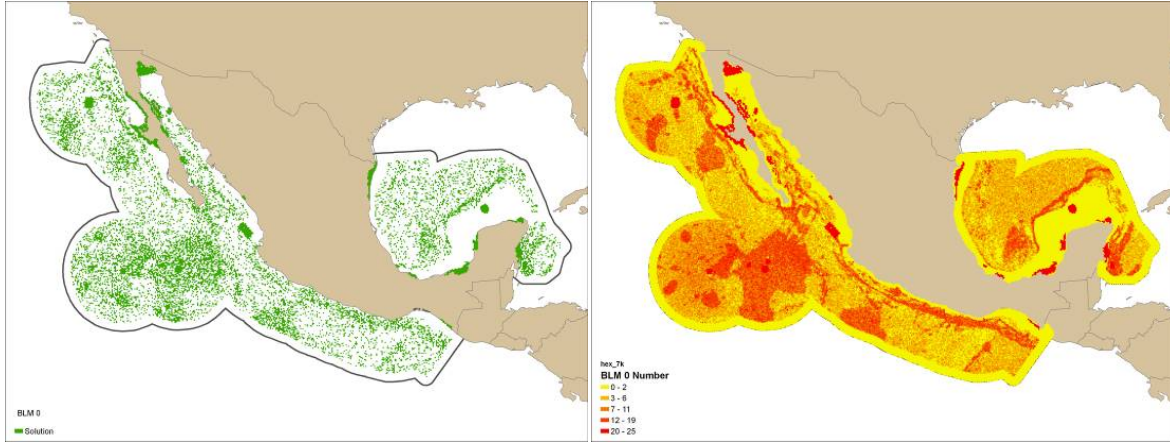 BLM 0
Solution
hex_7k
BLM 0 Number
0 - 2
3 - 6
7 - 11
12 - 19
20 - 25